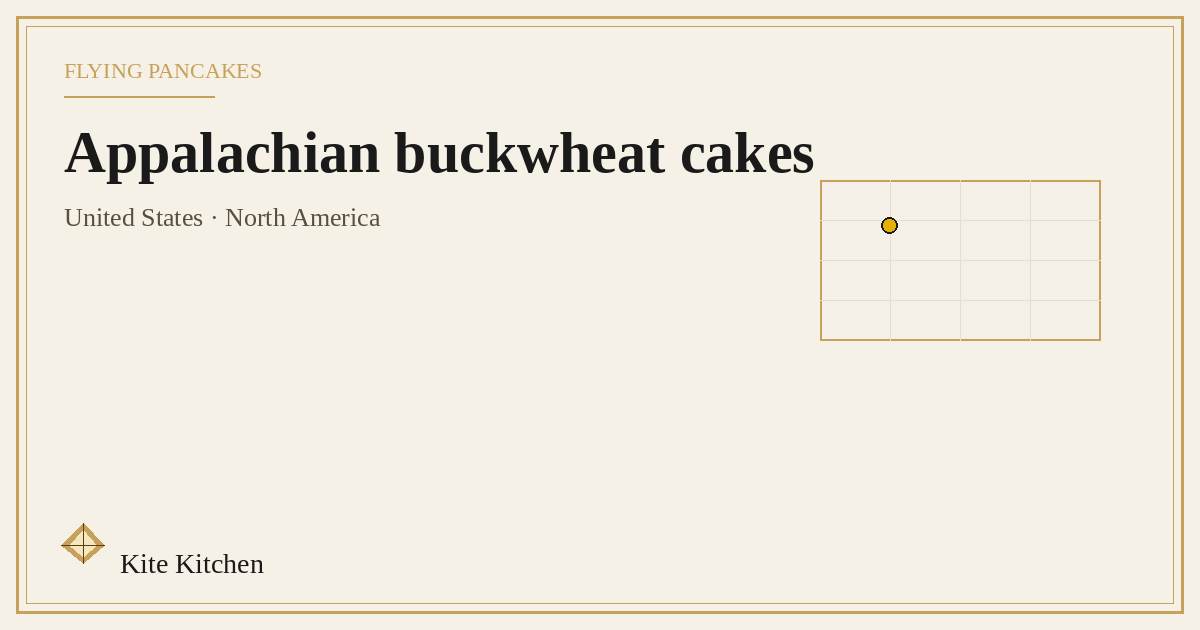 FLYING PANCAKES
Appalachian buckwheat cakes
United States · North America
Kite Kitchen